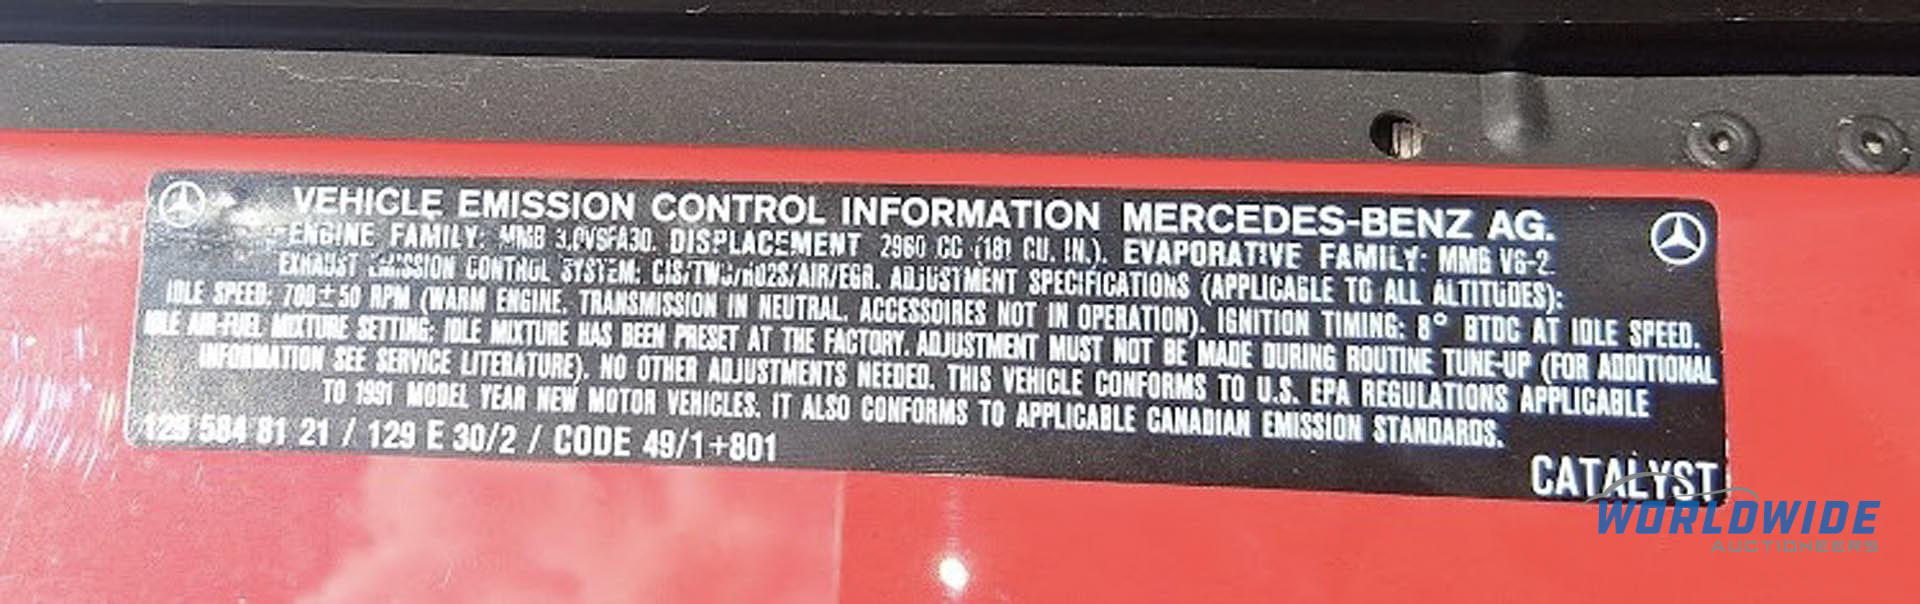 VEHICLE EMISSION CONTROL INFORMATION MERCEDES-BENZ AG.
ENGINE FAMILY: MMB 3.0V5FA30. DISPLACEMENT 2960 CC (181 CU. IN.). EVAPORATIVE FAMILY: MMB V6-2.
EXHAUST EMISSION CONTROL SYSTEM: CIS/TWC/HO2S/AIR/EGR. ADJUSTMENT SPECIFICATIONS (APPLICABLE TO ALL ALTITUDES):
IDLE SPEED: 700±50 RPM (WARM ENGINE, TRANSMISSION IN NEUTRAL, ACCESSOIRES NOT IN OPERATION). IGNITION TIMING: 8° BTDC AT IDLE SPEED.
IDLE AIR-FUEL MIXTURE SETTING: IDLE MIXTURE HAS BEEN PRESET AT THE FACTORY. ADJUSTMENT MUST NOT BE MADE DURING ROUTINE TUNE-UP (FOR ADDITIONAL
INFORMATION SEE SERVICE LITERATURE). NO OTHER ADJUSTMENTS NEEDED. THIS VEHICLE CONFORMS TO U.S. EPA REGULATIONS APPLICABLE
TO 1991 MODEL YEAR NEW MOTOR VEHICLES. IT ALSO CONFORMS TO APPLICABLE CANADIAN EMISSION STANDARDS.
129 584 81 21 / 129 E 30/2 / CODE 49/1+801
CATALYST
WORLDWIDE
AUCTIONEERS